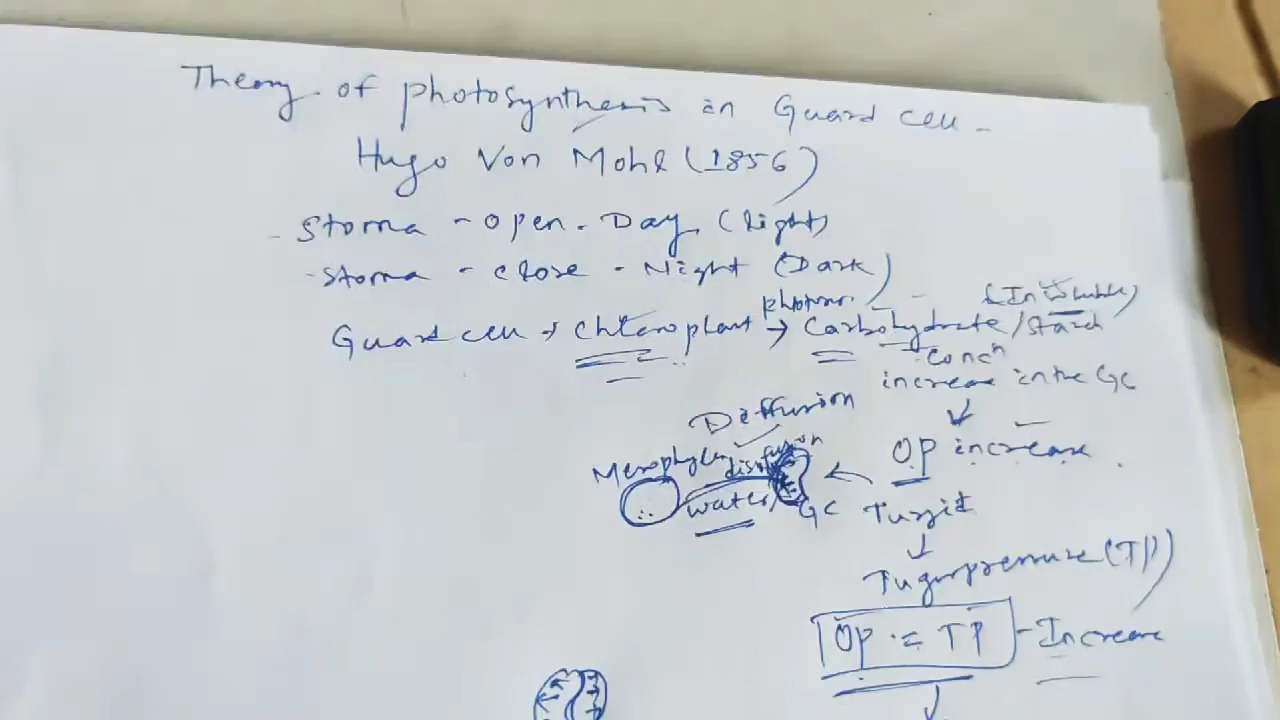 Theory of photosynthesis in Guard cell
Hugo Von Mohl (1856)
- Stoma - Open - Day (Light)
- Stoma - Close - Night (Dark)
(Insoluble)
Guard cell → Chloroplast → Carbohydrate / Starch
Concn
increase in the GC
↓
Diffusion
OP increase
Mesophyll
water
GC
Turgid
↓
Turgor pressure (TP)
OP = TP - Increase
↓